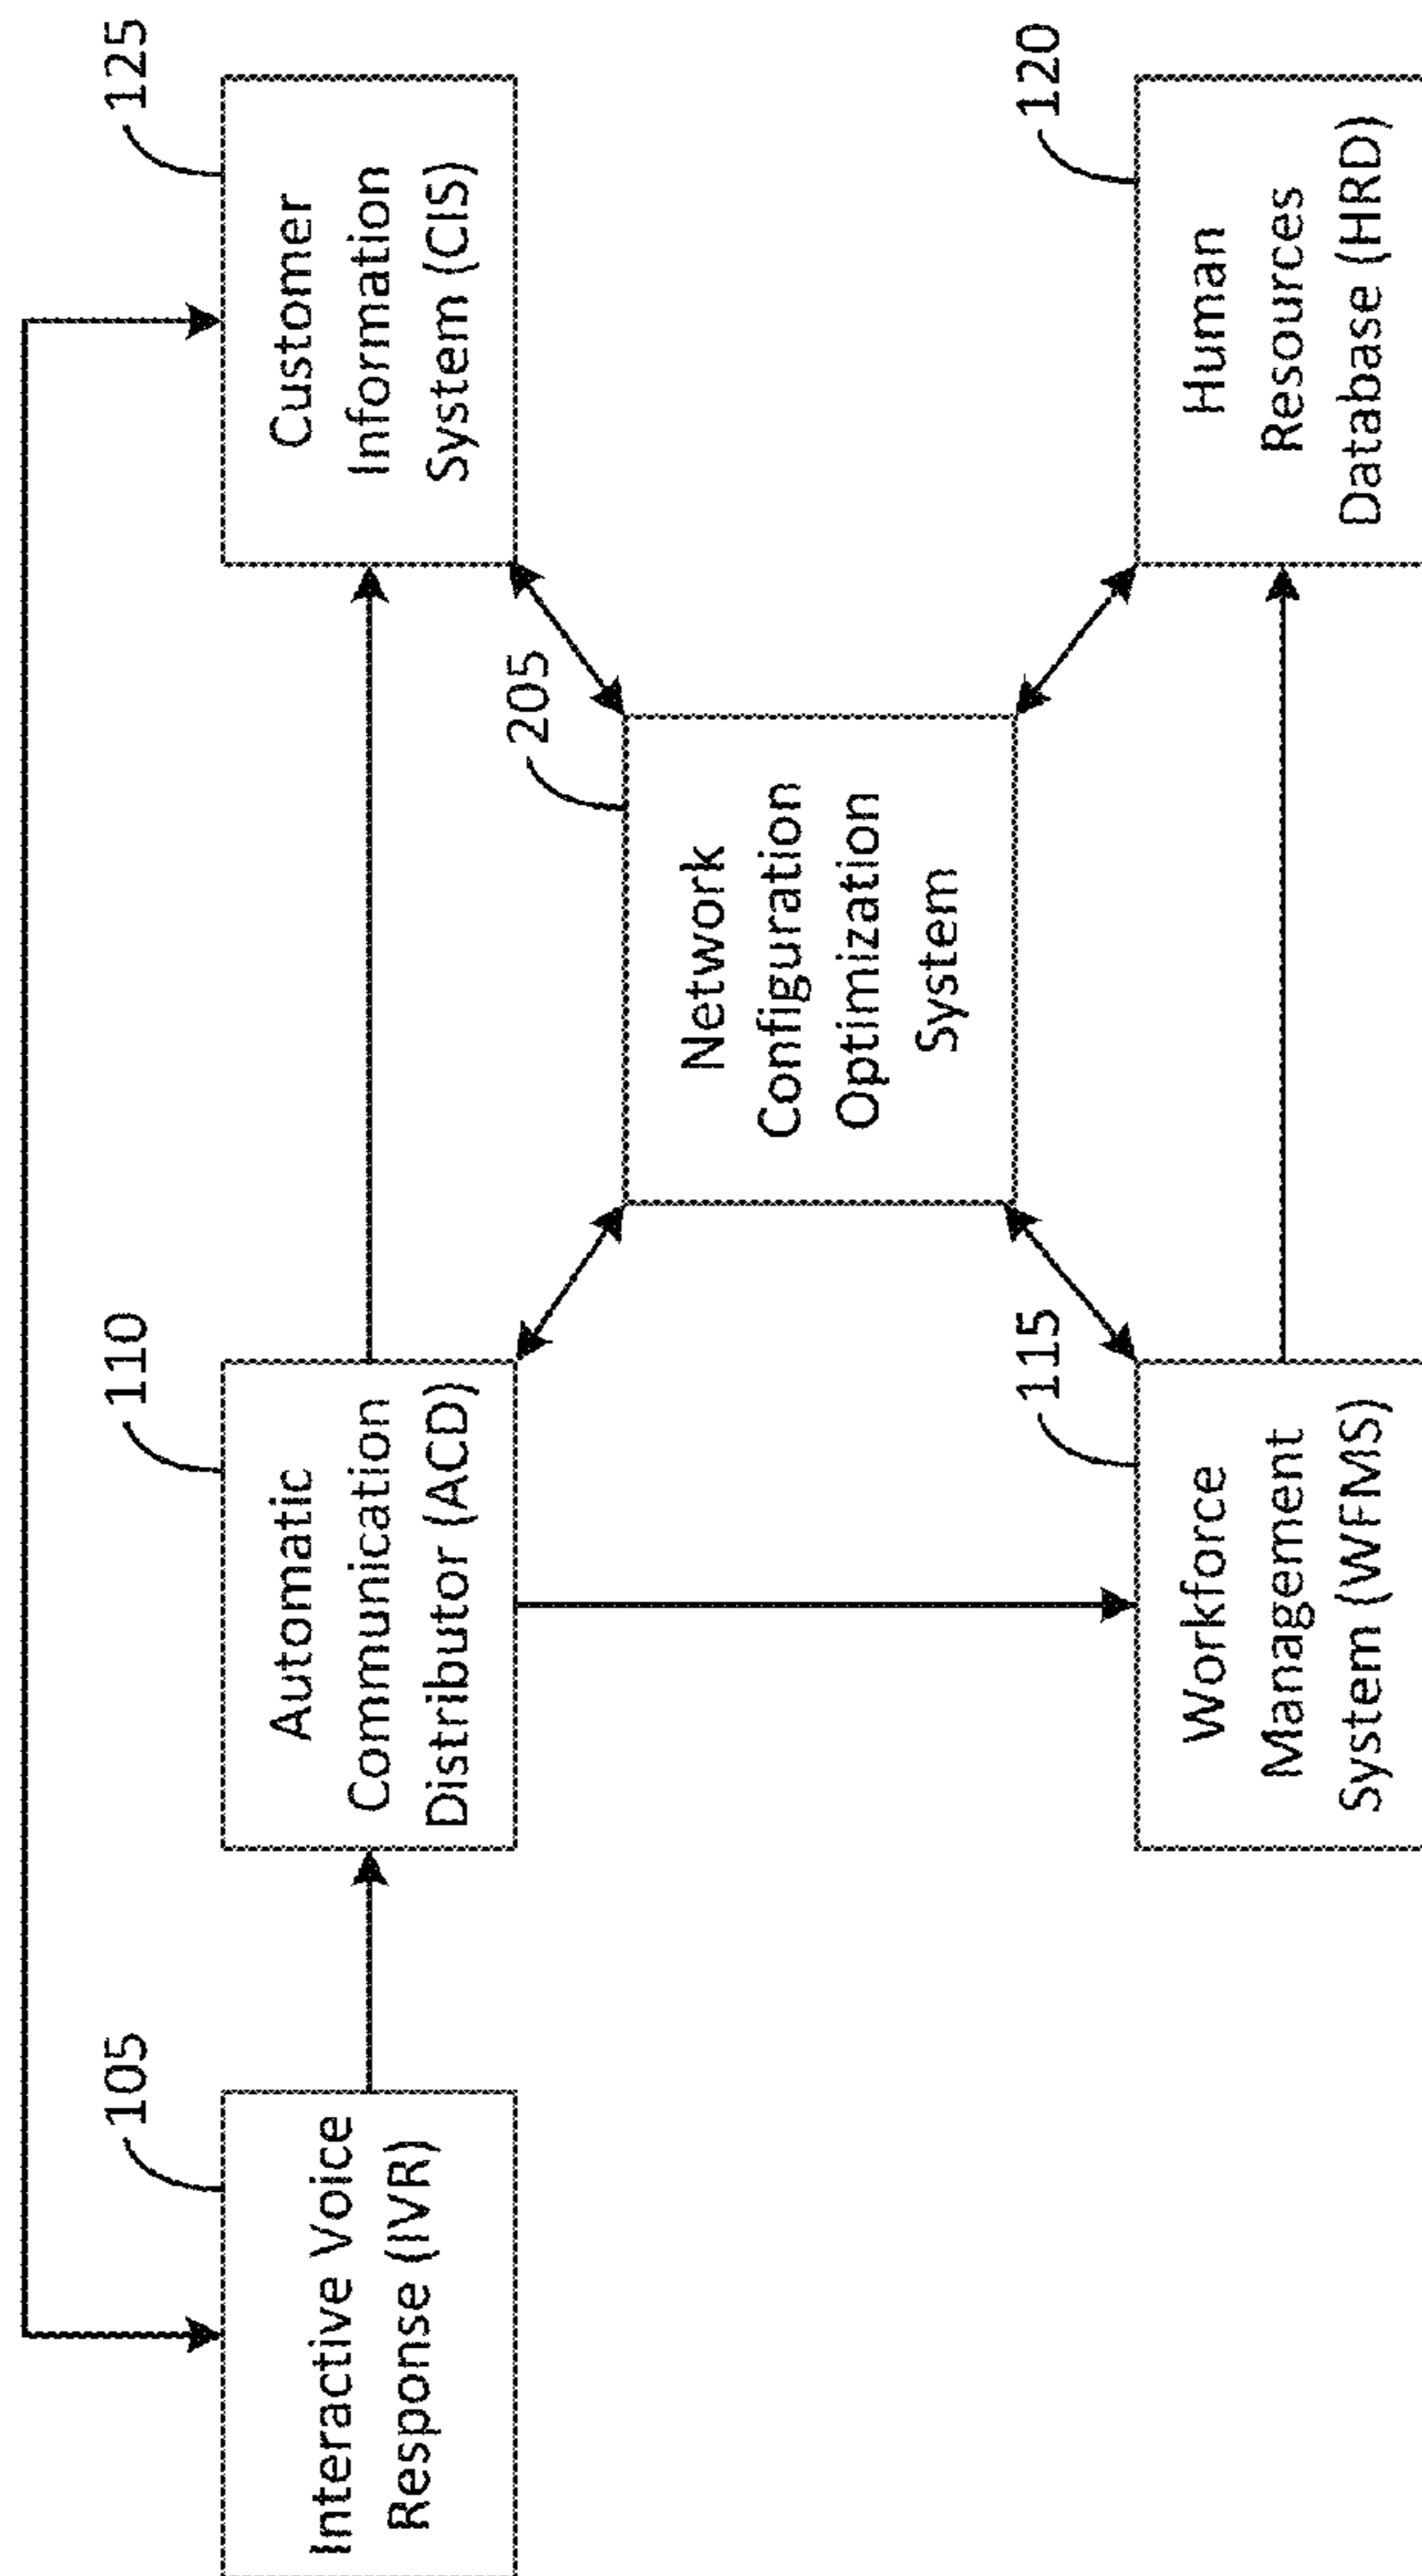 105
Interactive Voice
Response (IVR)
110
Automatic
Communication
Distributor (ACD)
125
Customer
Information
System (CIS)
205
Network
Configuration
Optimization
System
115
Workforce
Management
System (WFMS)
120
Human
Resources
Database (HRD)